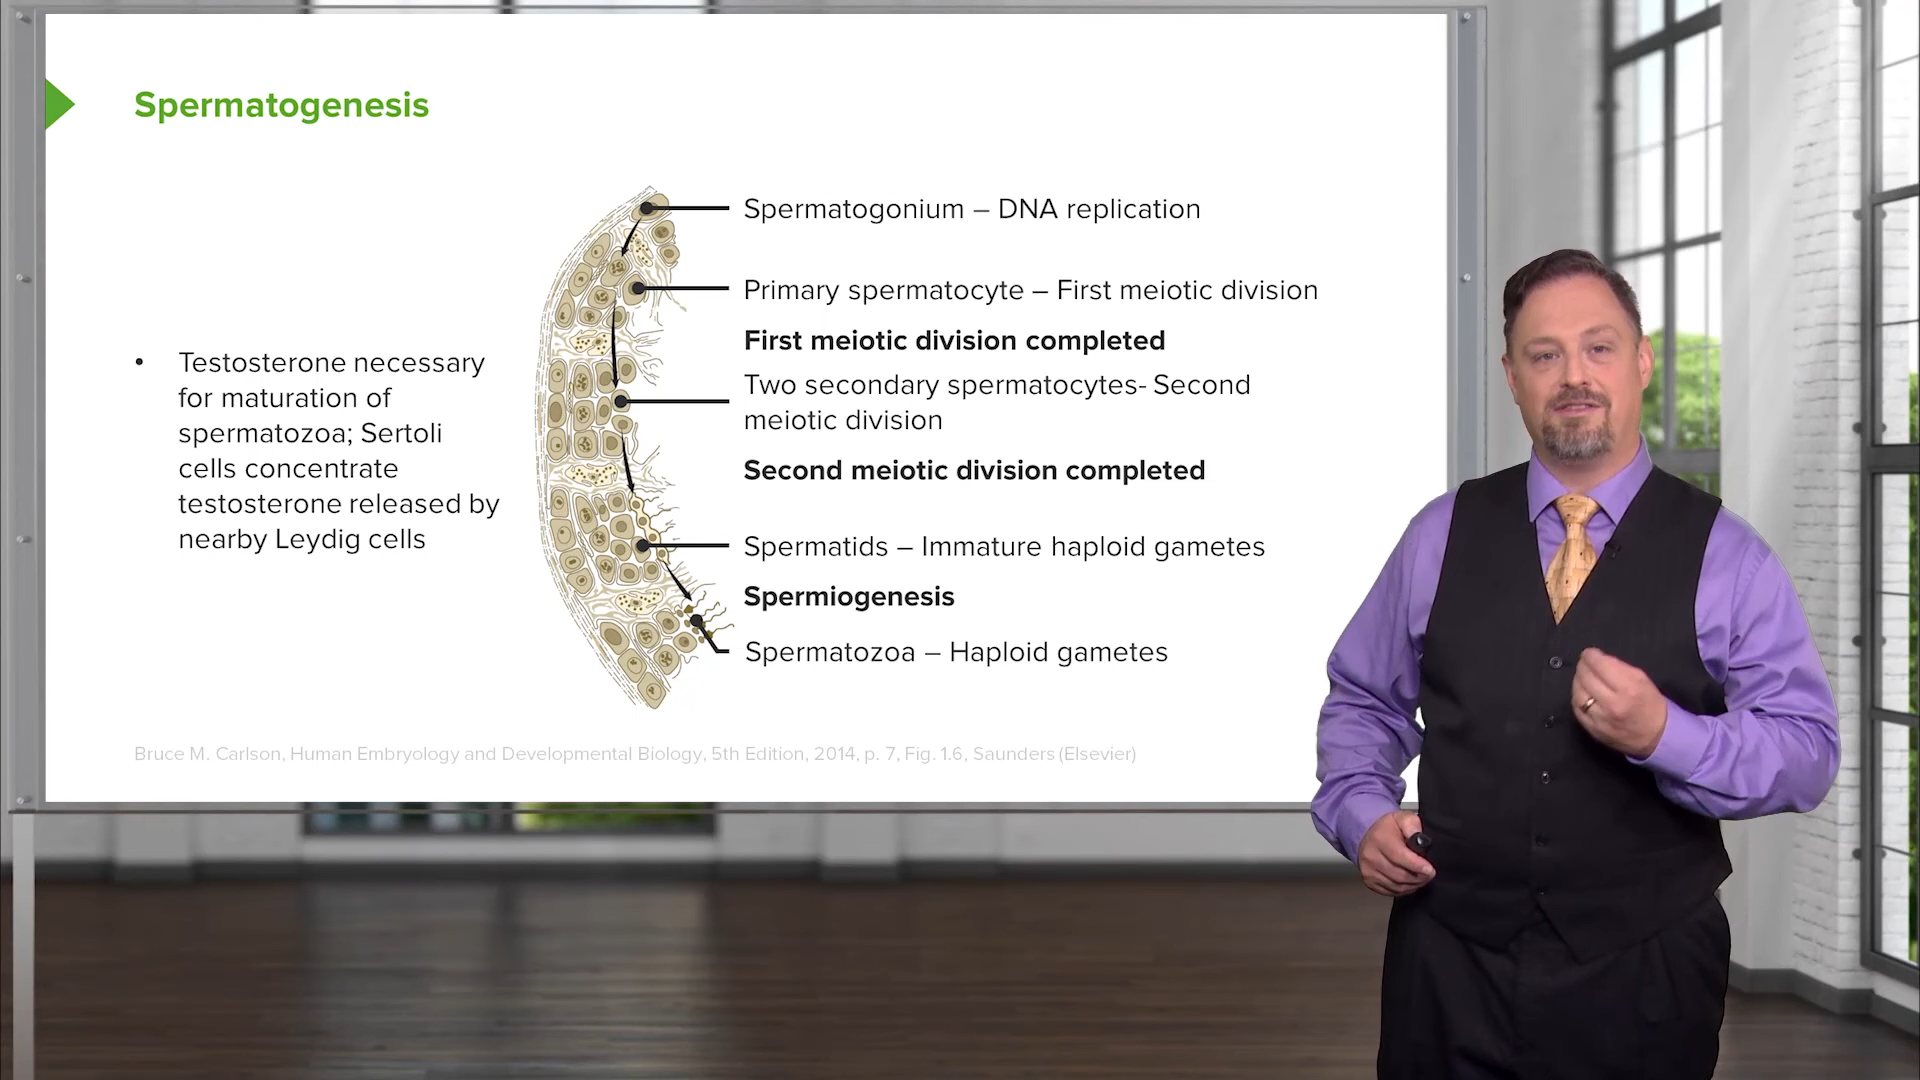 Spermatogenesis
• Testosterone necessary
for maturation of
spermatozoa; Sertoli
cells concentrate
testosterone released by
nearby Leydig cells
Spermatogonium – DNA replication
Primary spermatocyte – First meiotic division
First meiotic division completed
Two secondary spermatocytes- Second
meiotic division
Second meiotic division completed
Spermatids – Immature haploid gametes
Spermiogenesis
Spermatozoa – Haploid gametes
Bruce M. Carlson, Human Embryology and Developmental Biology, 5th Edition, 2014, p. 7, Fig. 1.6, Saunders (Elsevier)